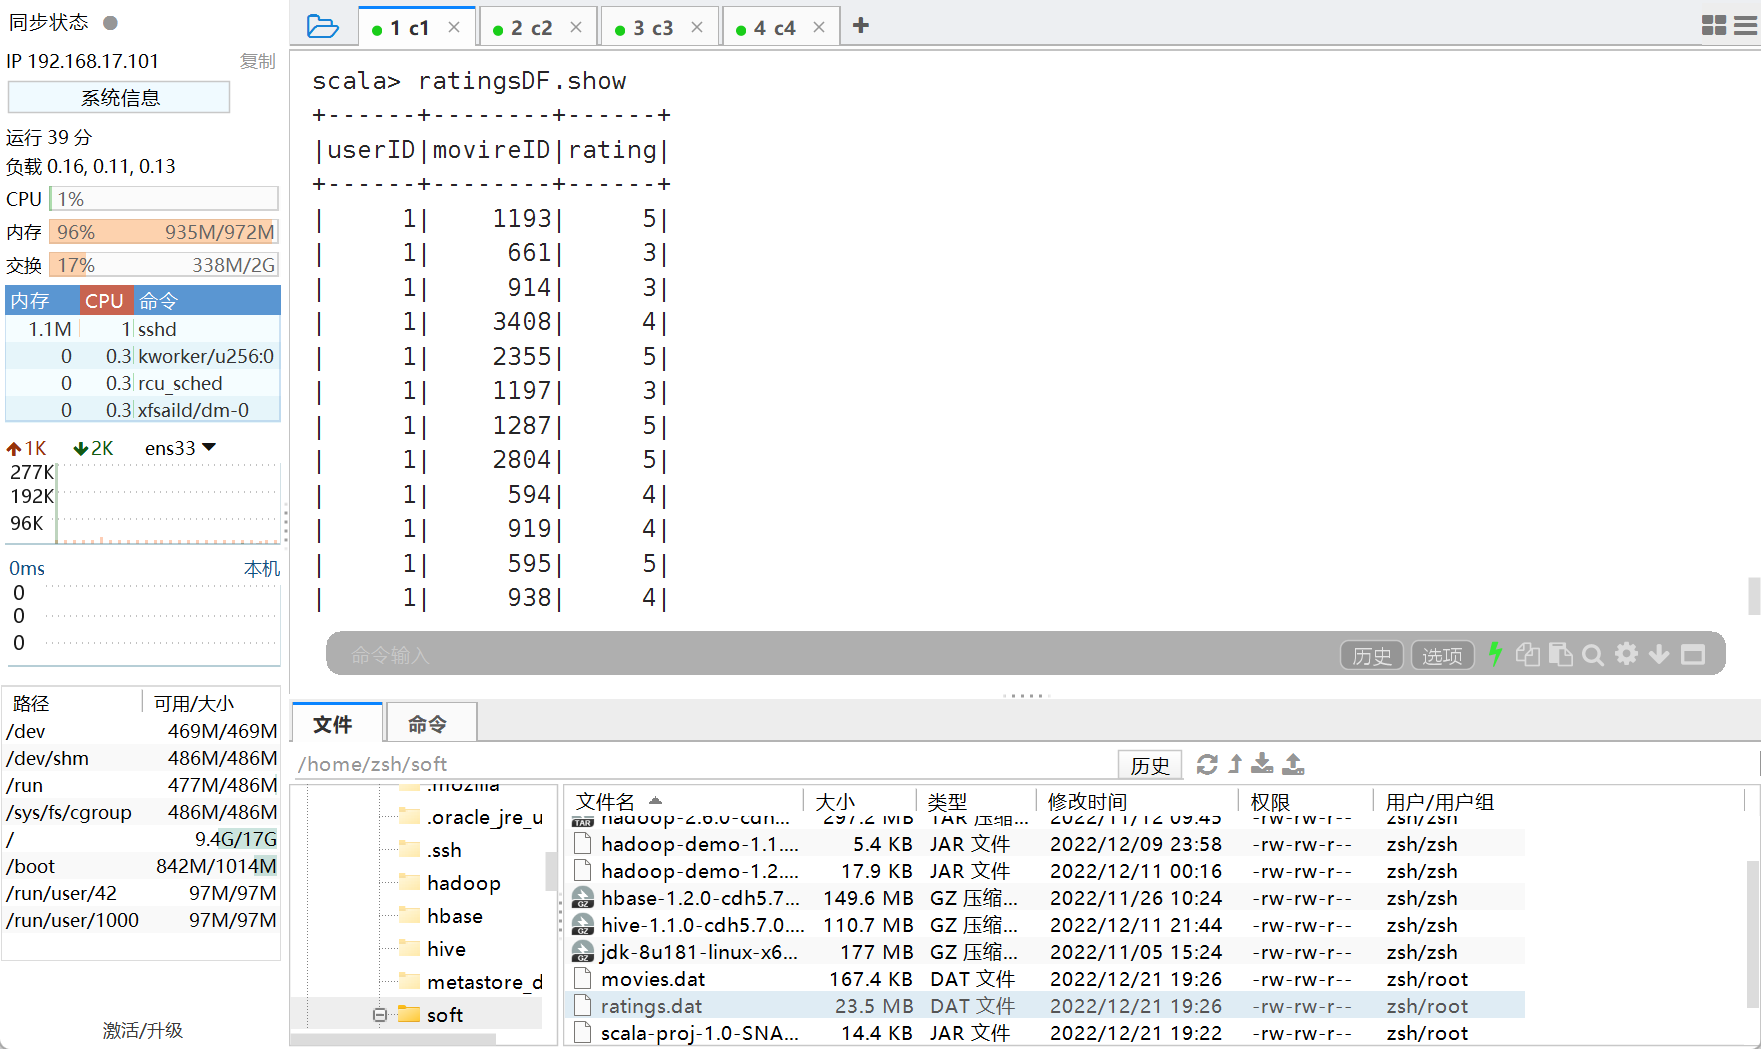 同步状态
IP 192.168.17.101 复制
系统信息
运行 39 分
负载 0.16, 0.11, 0.13
CPU 1%
内存 96% 935M/972M
交换 17% 338M/2G
内存 CPU 命令
1.1M 1 sshd
0 0.3 kworker/u256:0
0 0.3 rcu_sched
0 0.3 xfsaild/dm-0
1K 2K ens33
277K
192K
96K
0ms 本机
0
0
0
路径 可用/大小
/dev 469M/469M
/dev/shm 486M/486M
/run 477M/486M
/sys/fs/cgroup 486M/486M
/ 9.4G/17G
/boot 842M/1014M
/run/user/42 97M/97M
/run/user/1000 97M/97M
激活/升级
1 c1 2 c2 3 c3 4 c4
scala> ratingsDF.show
+------+--------+------+
|userID|movireID|rating|
+------+--------+------+
| 1| 1193| 5|
| 1| 661| 3|
| 1| 914| 3|
| 1| 3408| 4|
| 1| 2355| 5|
| 1| 1197| 3|
| 1| 1287| 5|
| 1| 2804| 5|
| 1| 594| 4|
| 1| 919| 4|
| 1| 595| 5|
| 1| 938| 4|
命令输入 历史 选项
文件 命令
/home/zsh/soft 历史
.mozilla
.oracle_jre_u
.ssh
hadoop
hbase
hive
metastore_d
soft
文件名 大小 类型 修改时间 权限 用户/用户组
hadoop-2.6.0-cdh... 297.2 MB TAR 压缩... 2022/11/12 09:45 -rw-rw-r-- zsh/zsh
hadoop-demo-1.1.... 5.4 KB JAR 文件 2022/12/09 23:58 -rw-rw-r-- zsh/zsh
hadoop-demo-1.2.... 17.9 KB JAR 文件 2022/12/11 00:16 -rw-rw-r-- zsh/zsh
hbase-1.2.0-cdh5.7... 149.6 MB GZ 压缩... 2022/11/26 10:24 -rw-rw-r-- zsh/zsh
hive-1.1.0-cdh5.7.0.... 110.7 MB GZ 压缩... 2022/12/11 21:44 -rw-rw-r-- zsh/zsh
jdk-8u181-linux-x6... 177 MB GZ 压缩... 2022/11/05 15:24 -rw-rw-r-- zsh/zsh
movies.dat 167.4 KB DAT 文件 2022/12/21 19:26 -rw-rw-r-- zsh/root
ratings.dat 23.5 MB DAT 文件 2022/12/21 19:26 -rw-rw-r-- zsh/root
scala-proj-1.0-SNA... 14.4 KB JAR 文件 2022/12/21 19:22 -rw-rw-r-- zsh/root